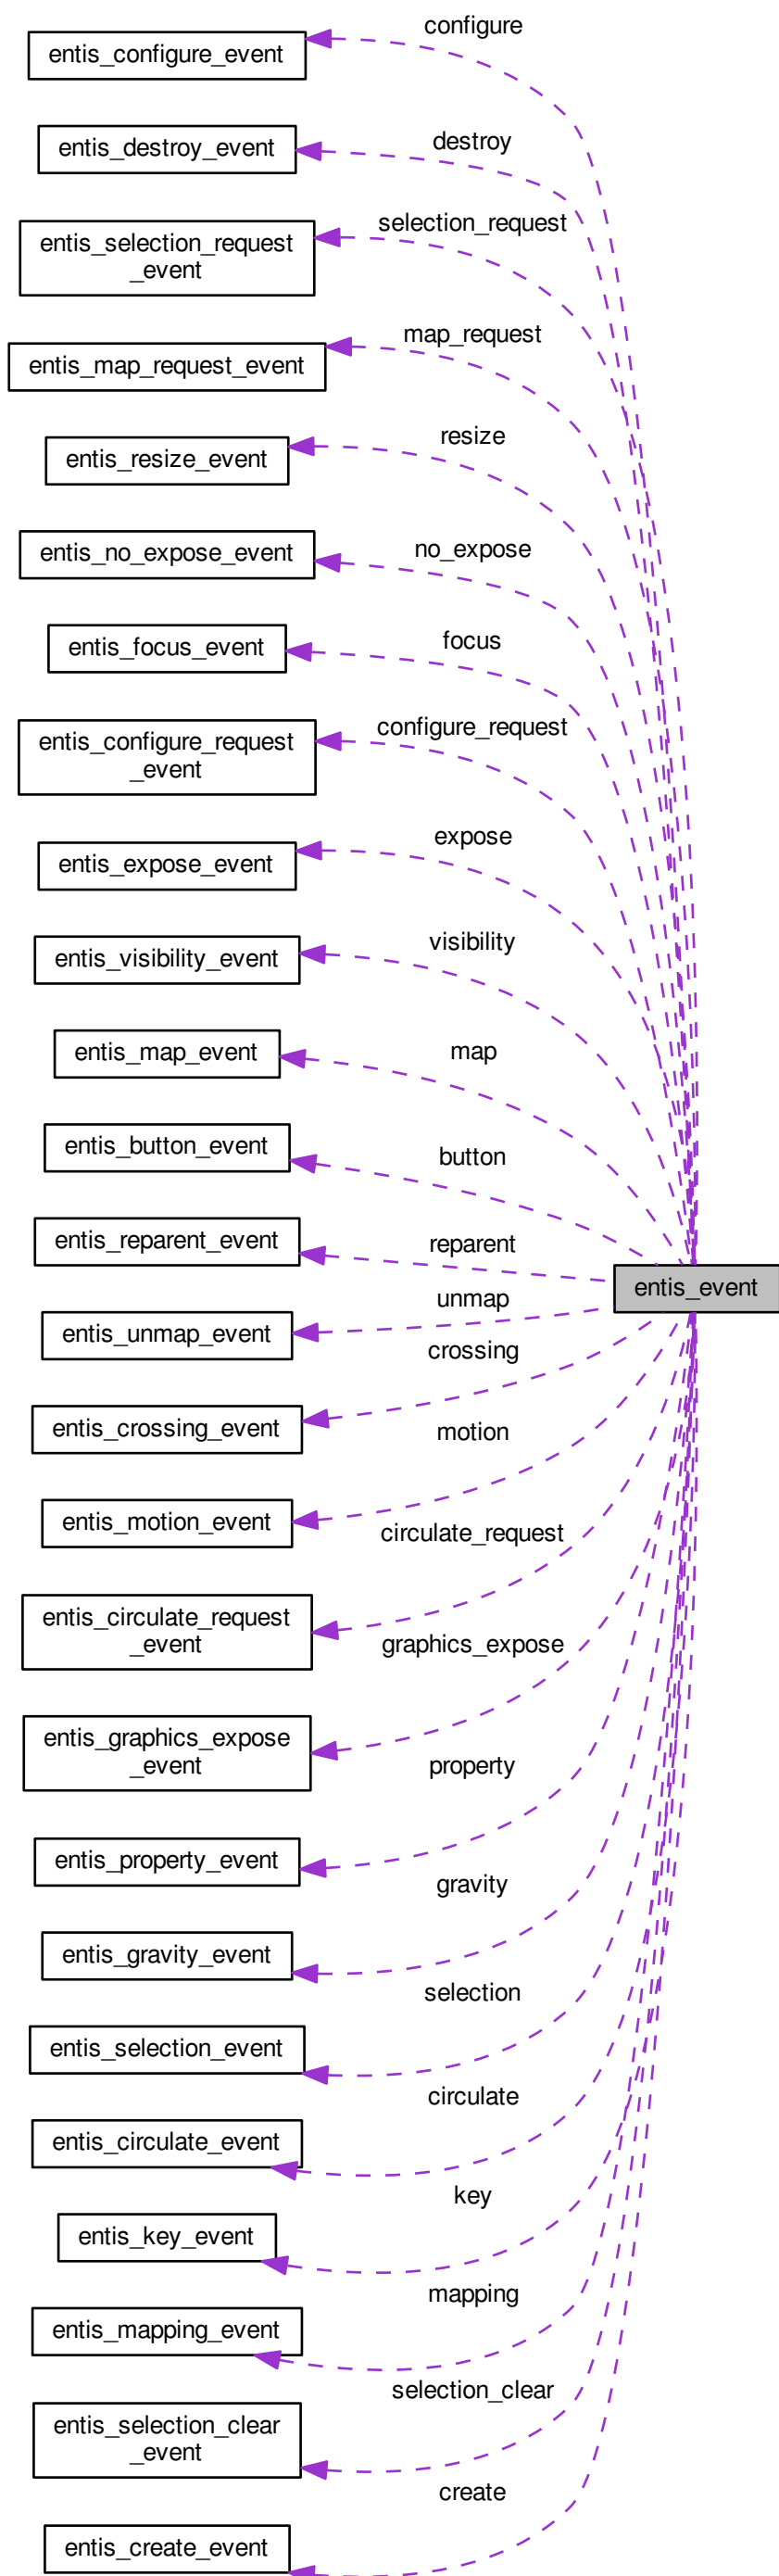 configure
entis_configure_event
destroy
entis_destroy_event
selection_request
entis_selection_request
_event
map_request
entis_map_request_event
resize
entis_resize_event
no_expose
entis_no_expose_event
focus
entis_focus_event
configure_request
entis_configure_request
_event
expose
entis_expose_event
visibility
entis_visibility_event
map
entis_map_event
button
entis_button_event
reparent
entis_reparent_event
entis_event
unmap
entis_unmap_event
crossing
entis_crossing_event
motion
entis_motion_event
circulate_request
entis_circulate_request
_event
graphics_expose
entis_graphics_expose
_event
property
entis_property_event
gravity
entis_gravity_event
selection
entis_selection_event
circulate
entis_circulate_event
key
entis_key_event
mapping
entis_mapping_event
selection_clear
entis_selection_clear
_event
create
entis_create_event